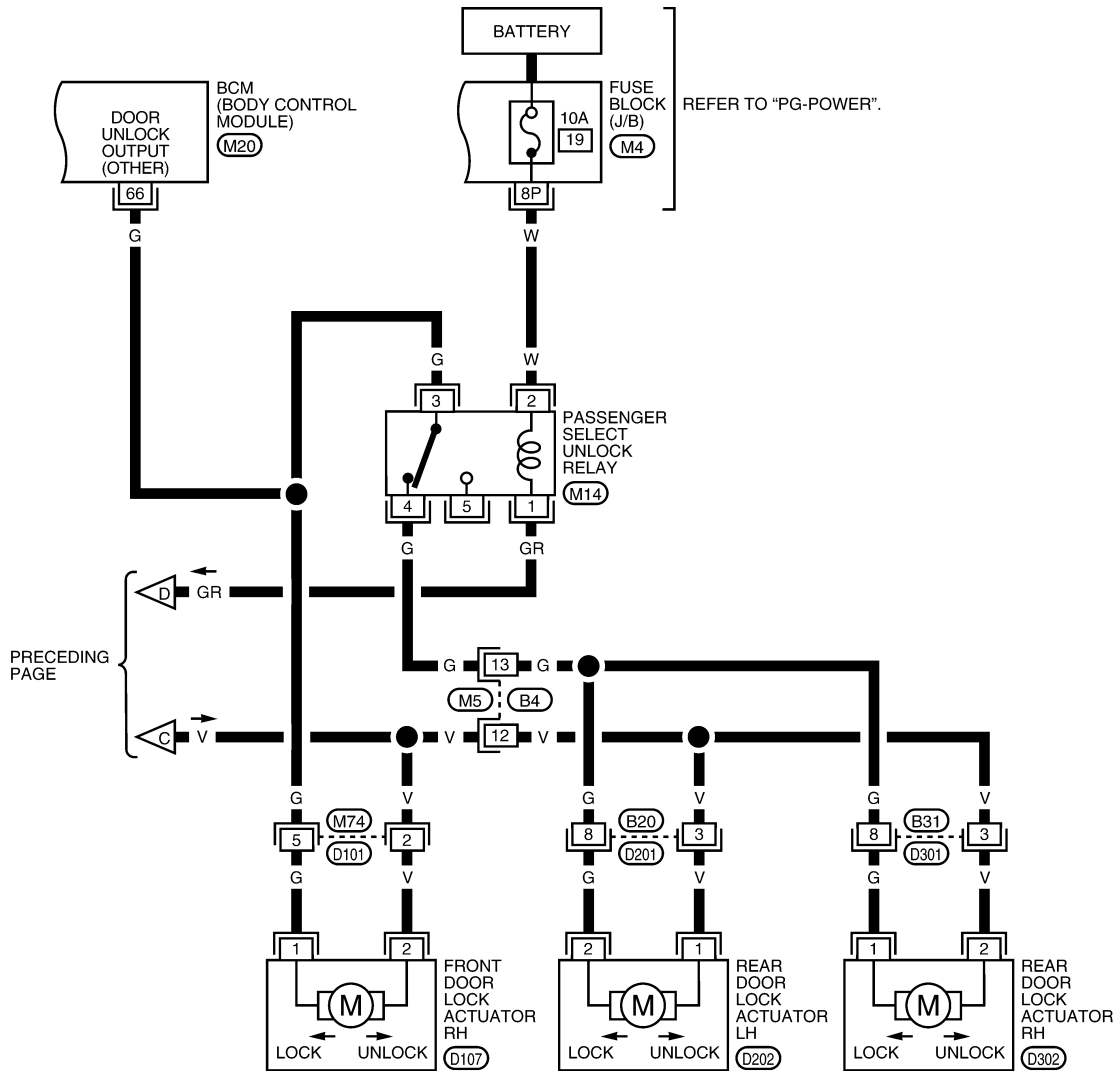 BATTERY
BCM
(BODY CONTROL
MODULE)
M20
DOOR
UNLOCK
OUTPUT
(OTHER)
66
10A
19
FUSE
BLOCK
(J/B)
M4
REFER TO “PG-POWER”.
8P
G
W
G
W
3
2
PASSENGER
SELECT
UNLOCK
RELAY
M14
4
5
1
G
GR
D
GR
PRECEDING
PAGE
G
13
G
M5
B4
C
V
V
12
V
G
V
G
V
G
V
5
M74
D101
2
8
B20
D201
3
8
B31
D301
3
G
V
G
V
G
V
1
2
2
1
1
2
M
LOCK
UNLOCK
FRONT
DOOR
LOCK
ACTUATOR
RH
D107
M
LOCK
UNLOCK
REAR
DOOR
LOCK
ACTUATOR
LH
D202
M
LOCK
UNLOCK
REAR
DOOR
LOCK
ACTUATOR
RH
D302